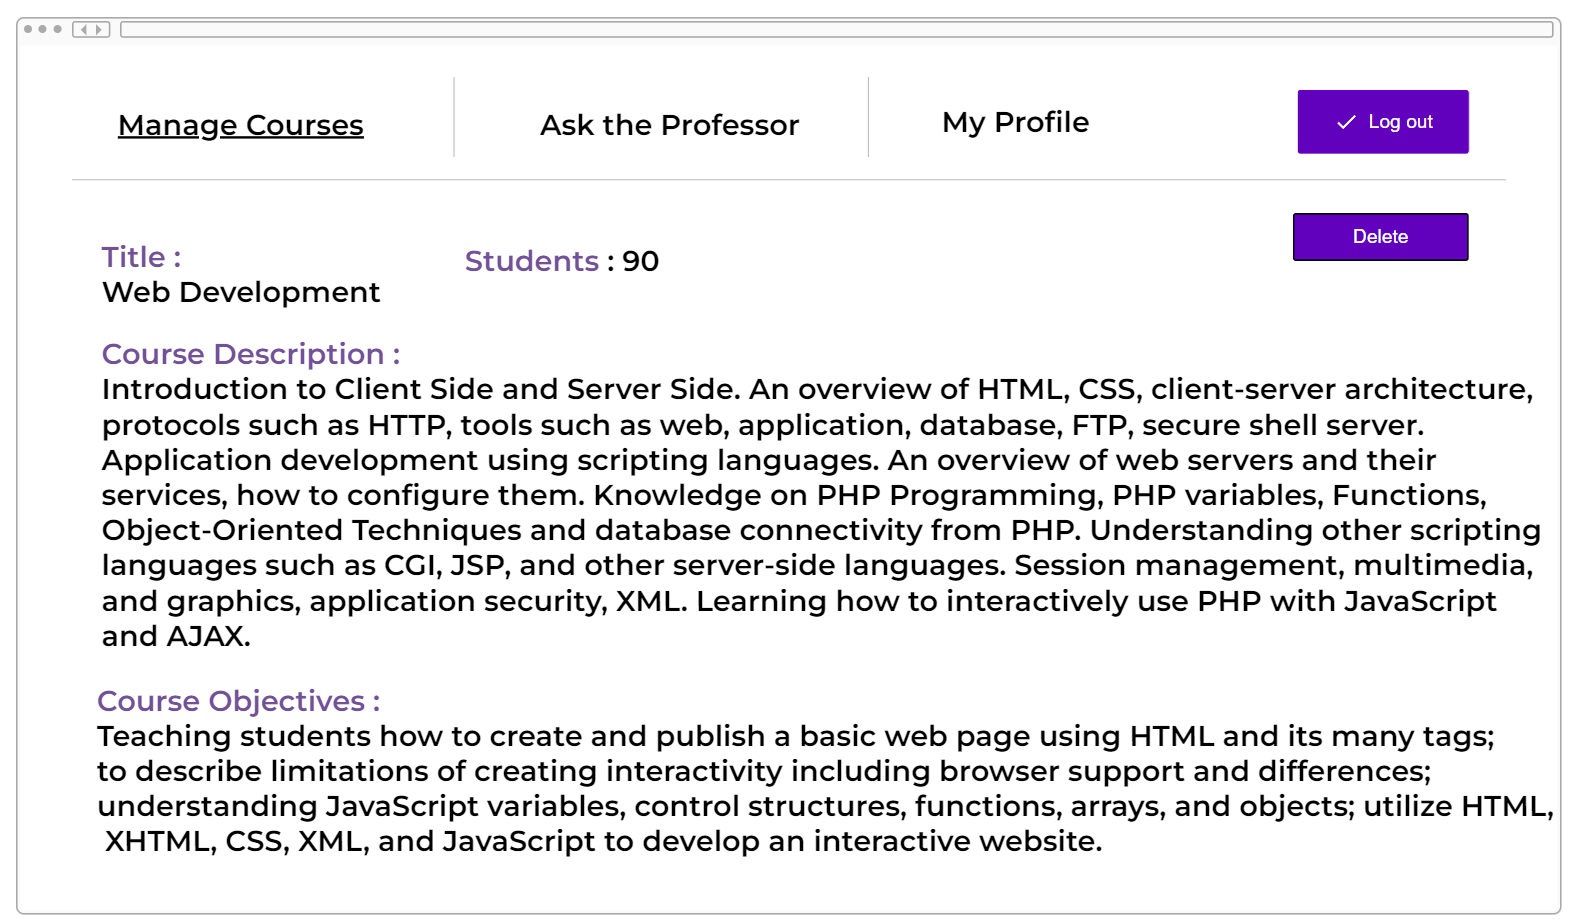 Manage Courses
Ask the Professor
My Profile
Log out
Delete
Title :
Students : 90
Web Development
Course Description :
Introduction to Client Side and Server Side. An overview of HTML, CSS, client-server architecture,
protocols such as HTTP, tools such as web, application, database, FTP, secure shell server.
Application development using scripting languages. An overview of web servers and their
services, how to configure them. Knowledge on PHP Programming, PHP variables, Functions,
Object-Oriented Techniques and database connectivity from PHP. Understanding other scripting
languages such as CGI, JSP, and other server-side languages. Session management, multimedia,
and graphics, application security, XML. Learning how to interactively use PHP with JavaScript
and AJAX.
Course Objectives :
Teaching students how to create and publish a basic web page using HTML and its many tags;
to describe limitations of creating interactivity including browser support and differences;
understanding JavaScript variables, control structures, functions, arrays, and objects; utilize HTML,
XHTML, CSS, XML, and JavaScript to develop an interactive website.